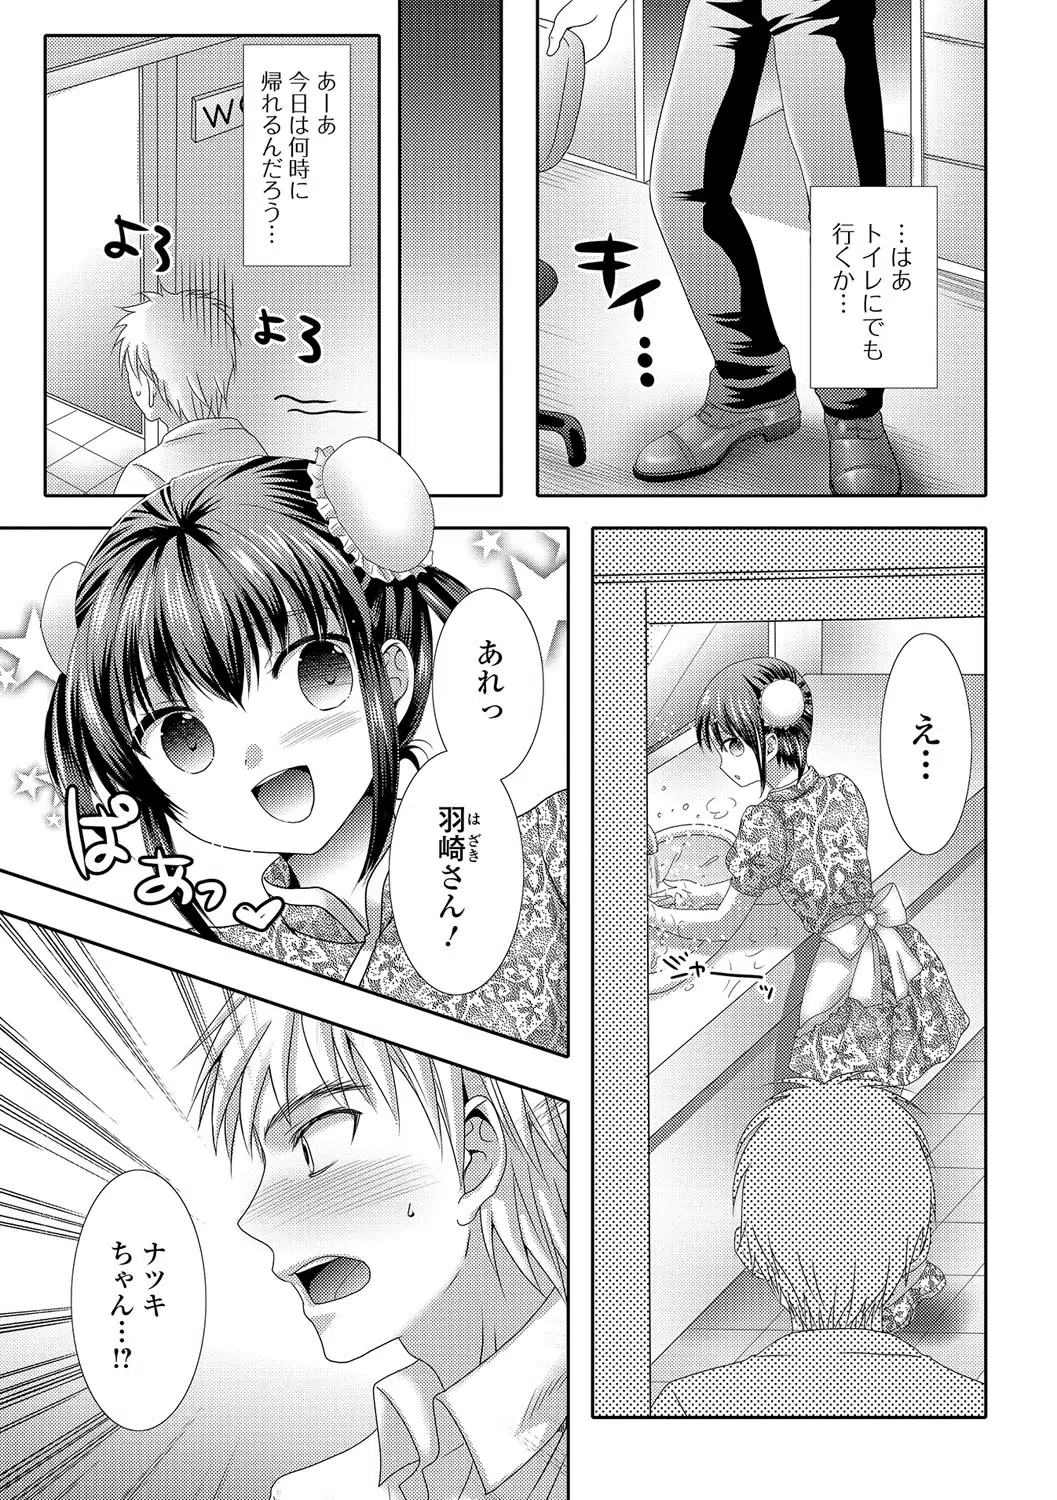 …はあ
トイレにでも
行くか…
キィ…
あーあ
今日は何時に
帰れるんだろう…
WO
よろ
よろ
え…
ジャーッ
あれっ
羽崎さん!
はざき
ぱあっ
ナツキ
ちゃん…!?